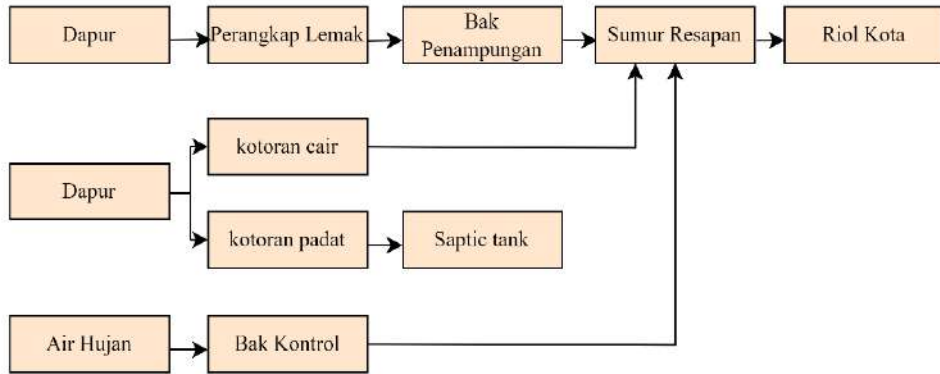 Dapur
Perangkap Lemak
Bak
Penampungan
Sumur Resapan
Riol Kota
kotoran cair
Dapur
kotoran padat
Saptic tank
Air Hujan
Bak Kontrol